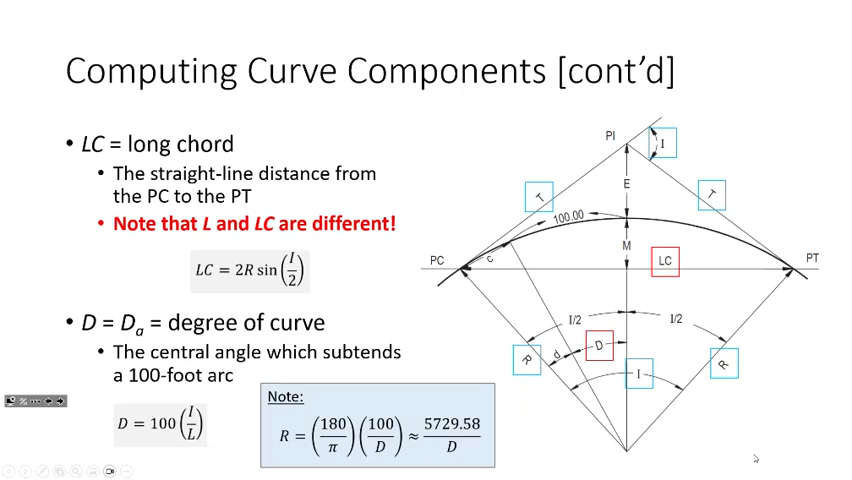 Computing Curve Components [cont'd]
• LC = long chord
• The straight-line distance from
the PC to the PT
• Note that L and LC are different!
LC = 2R sin(I/2)
• D = Dₐ = degree of curve
• The central angle which subtends
a 100-foot arc
D = 100(I/L)
Note:
R = (180/π)(100/D) ≈ 5729.58/D
PI
I
E
T
T
100.00
M
c
PC
LC
PT
I/2
I/2
R
d
D
I
R